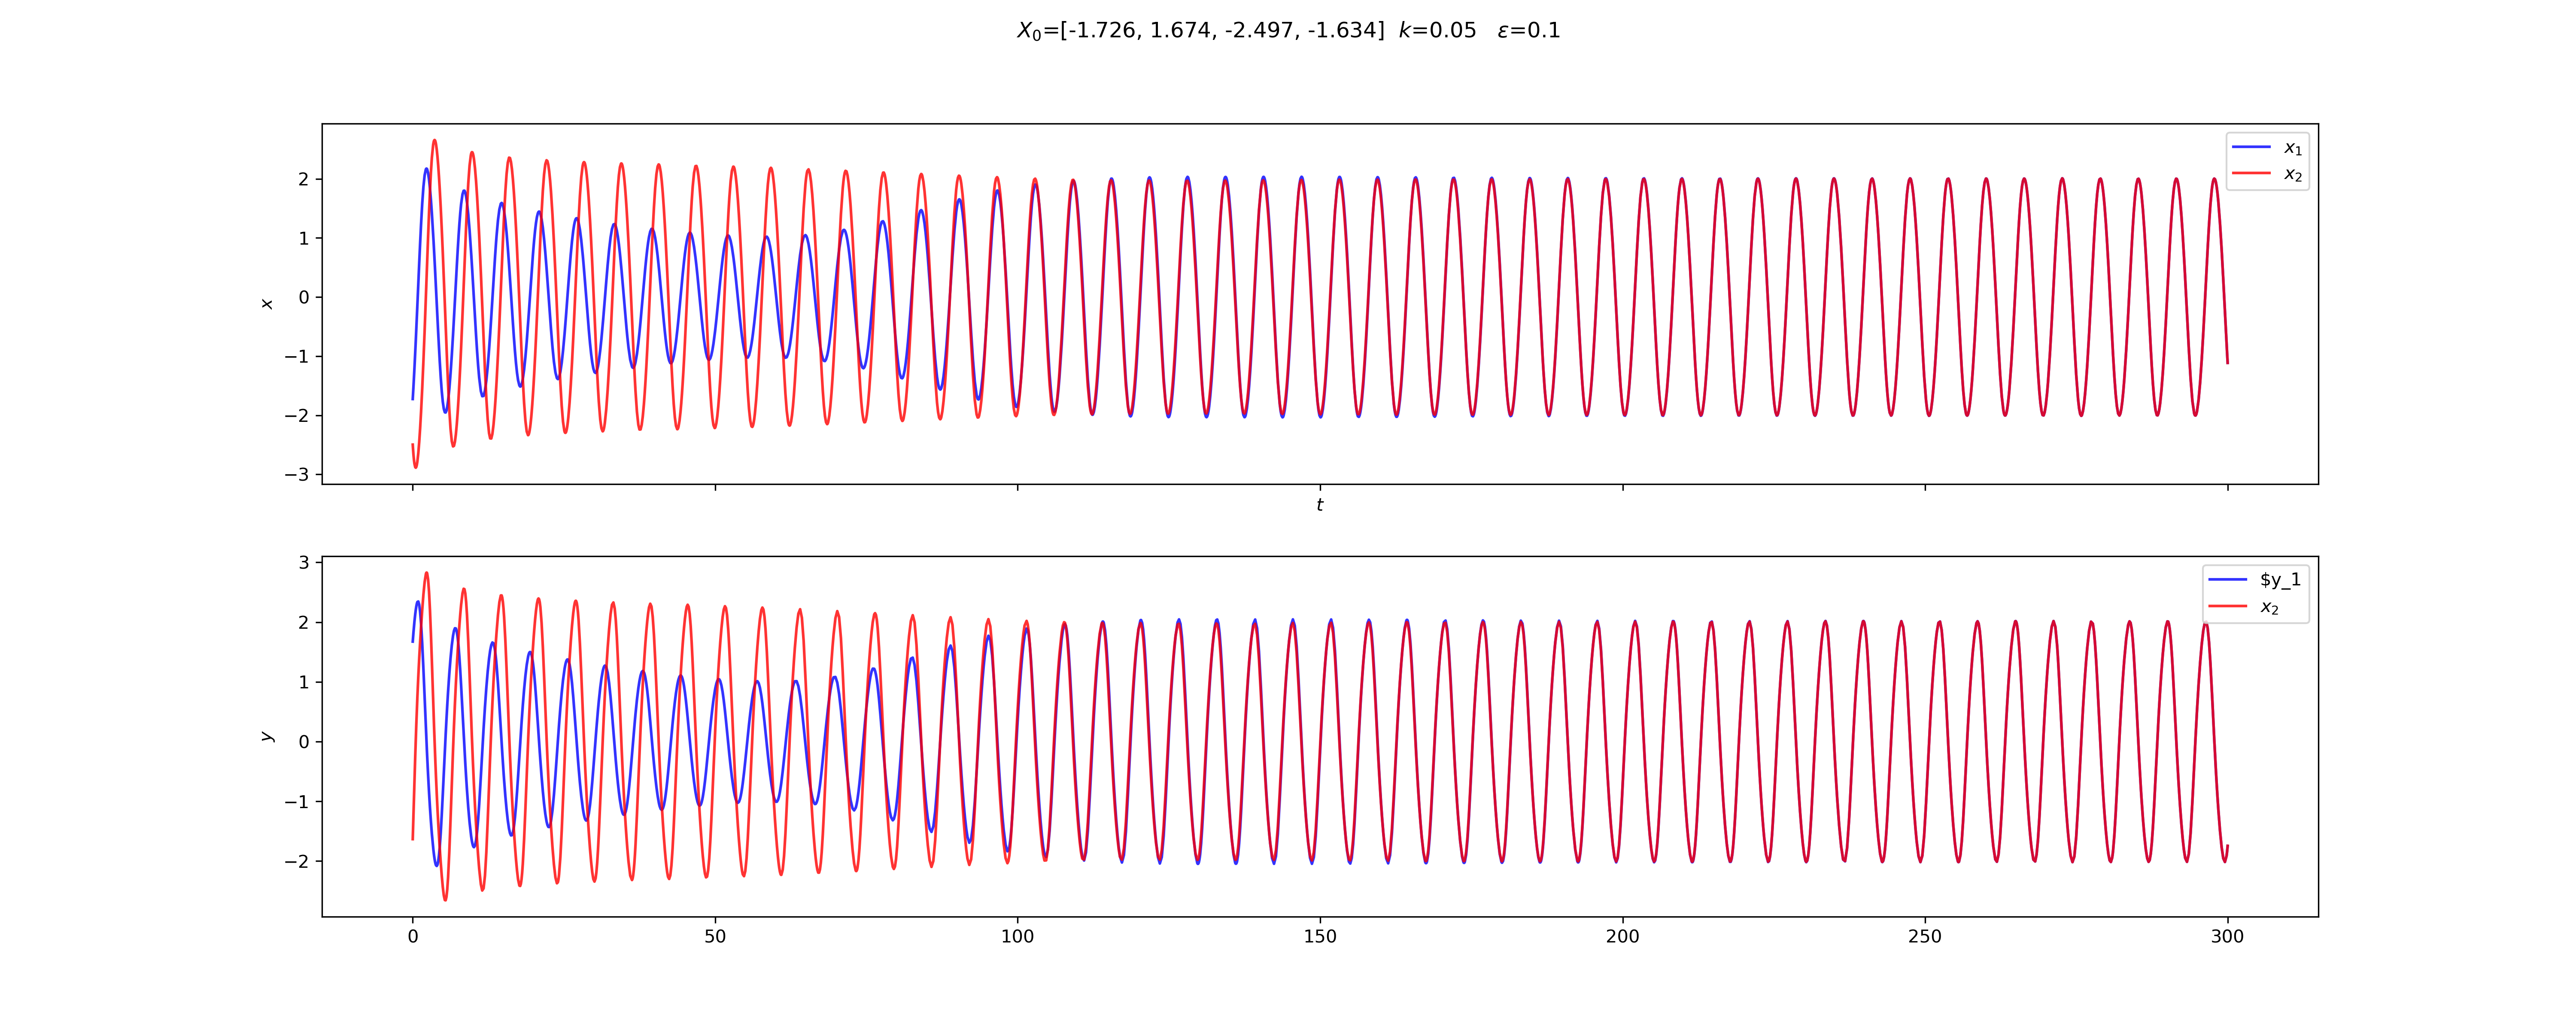 X₀=[-1.726, 1.674, -2.497, -1.634] k=0.05 ε=0.1
x₁
x₂
2
1
0
−1
−2
−3
x
t
$y_1
x₂
3
2
1
0
−1
−2
y
0 50 100 150 200 250 300